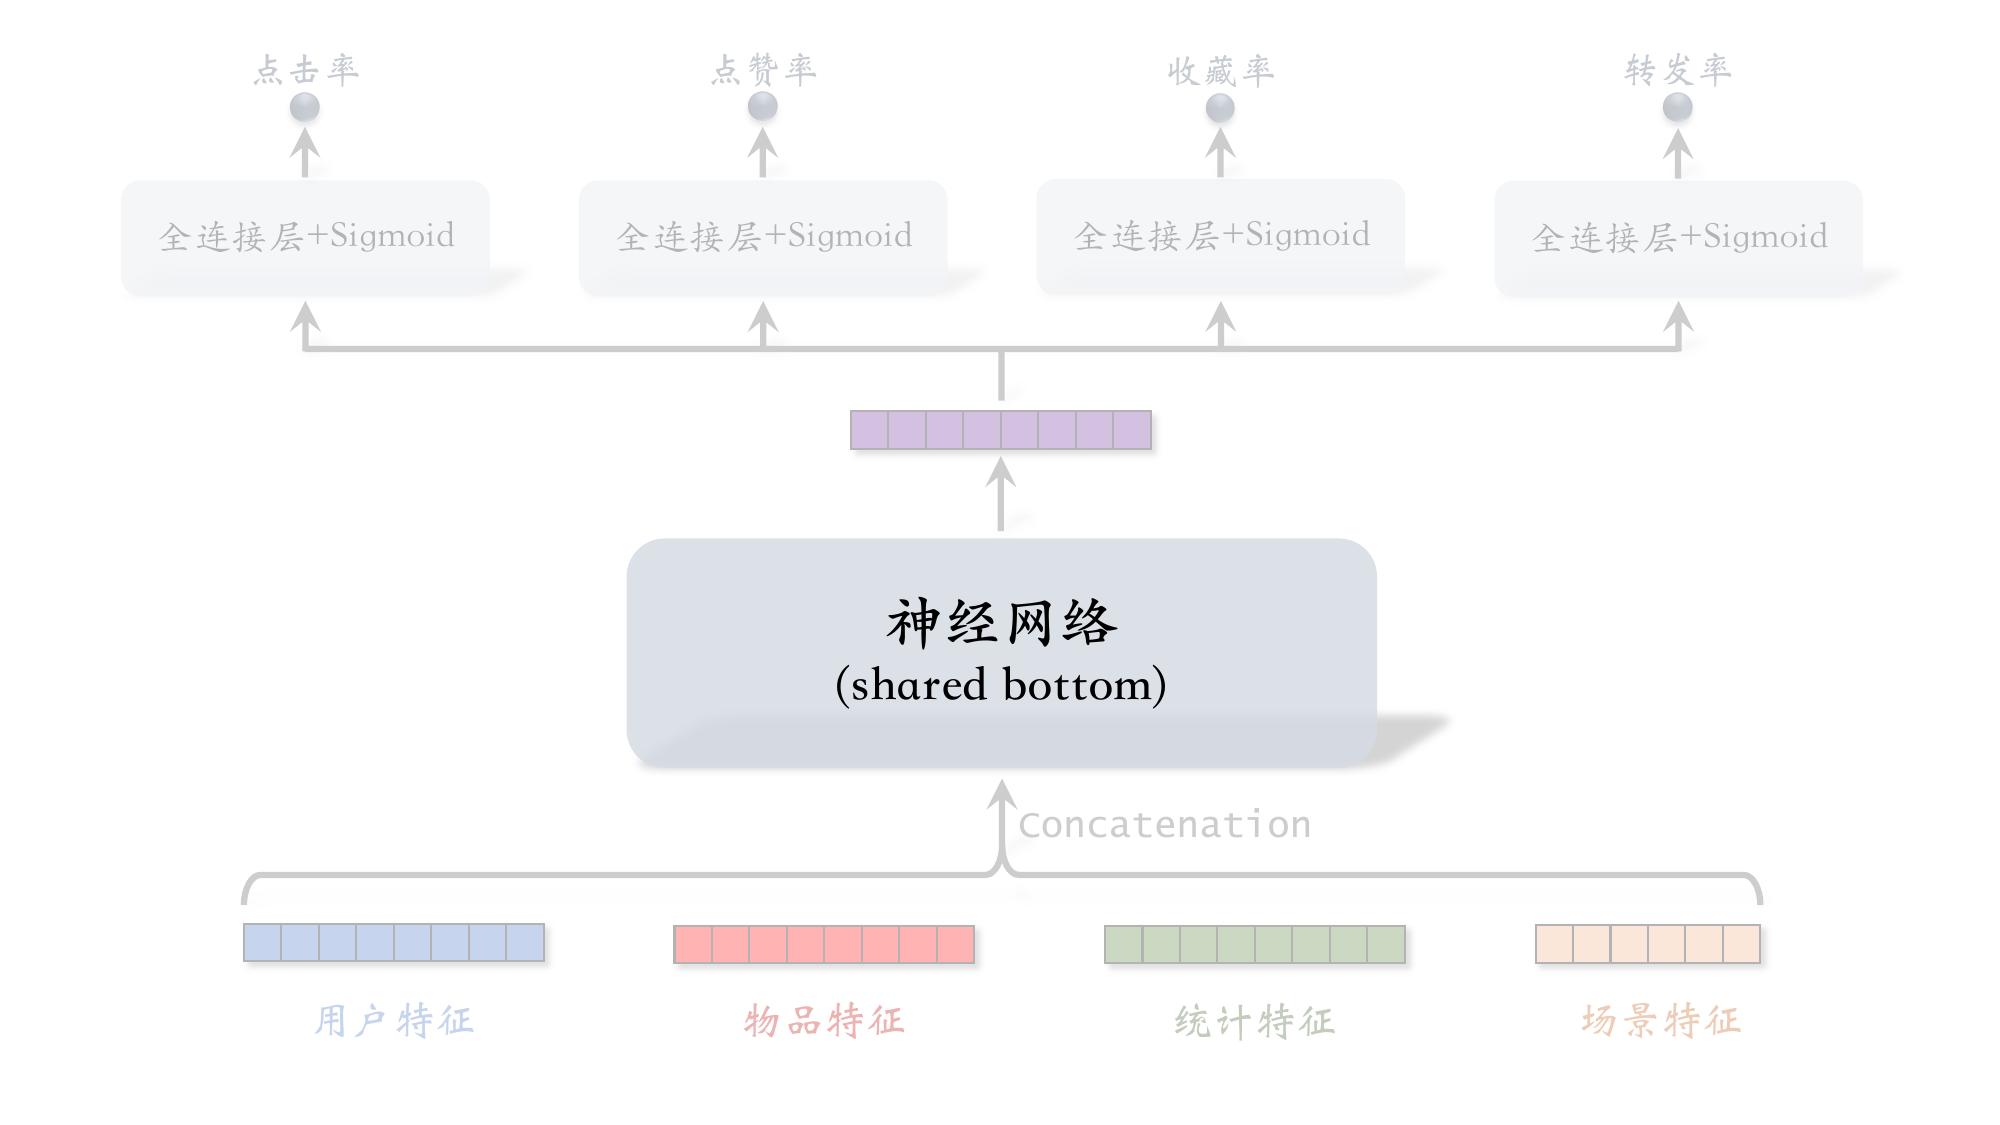 点击率
点赞率
收藏率
转发率
全连接层+Sigmoid
全连接层+Sigmoid
全连接层+Sigmoid
全连接层+Sigmoid
神经网络
(shared bottom)
Concatenation
用户特征
物品特征
统计特征
场景特征